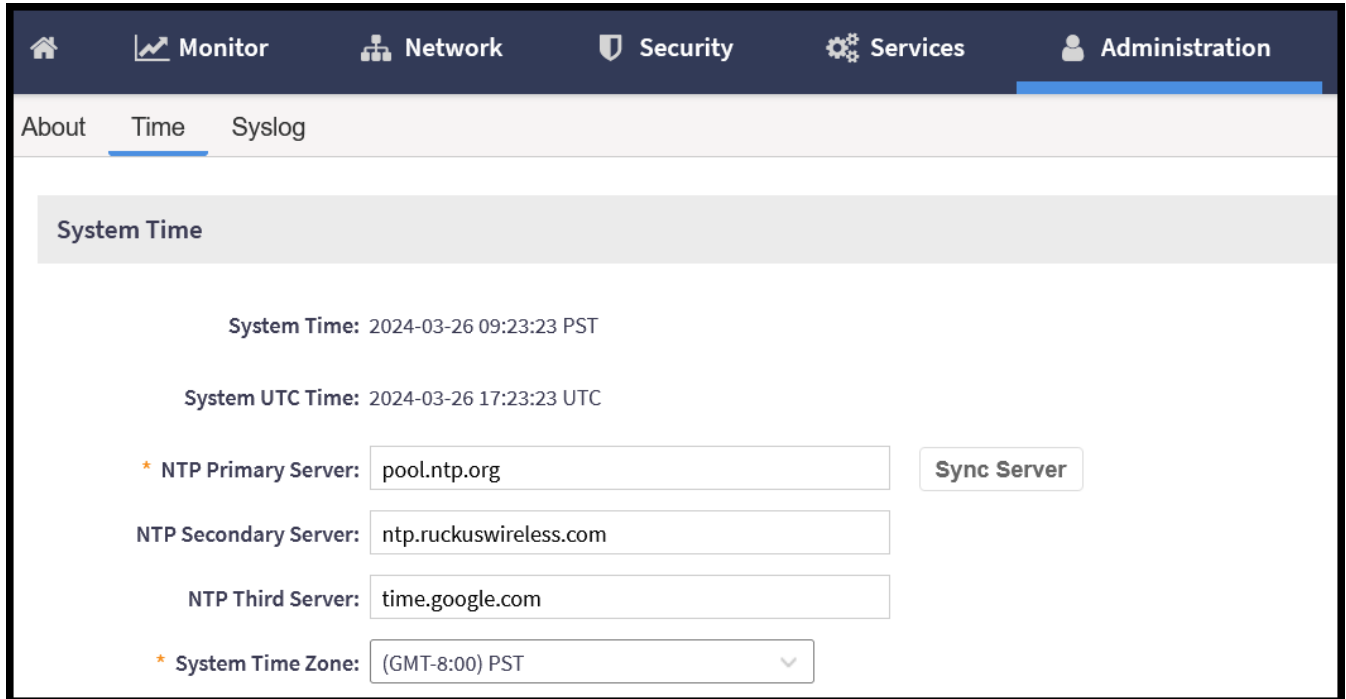 Monitor Network Security Services Administration
About Time Syslog
System Time
System Time: 2024-03-26 09:23:23 PST
System UTC Time: 2024-03-26 17:23:23 UTC
* NTP Primary Server: pool.ntp.org Sync Server
NTP Secondary Server: ntp.ruckuswireless.com
NTP Third Server: time.google.com
* System Time Zone: (GMT-8:00) PST